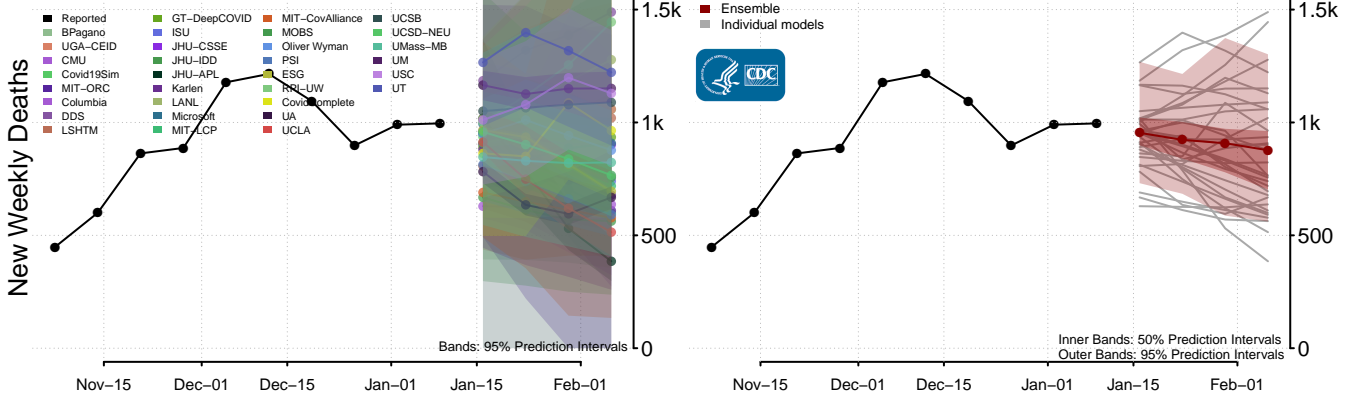 New Weekly Deaths
Reported
BPagano
UGA−CEID
CMU
Covid19Sim
MIT−ORC
Columbia
DDS
LSHTM
GT−DeepCOVID
ISU
JHU−CSSE
JHU−IDD
JHU−APL
Karlen
LANL
Microsoft
MIT−LCP
MIT−CovAlliance
MOBS
Oliver Wyman
PSI
ESG
RPI−UW
CovidComplete
UA
UCLA
UCSB
UCSD−NEU
UMass−MB
UM
USC
UT
1.5k
1k
500
0
Bands: 95% Prediction Intervals
Nov−15 Dec−01 Dec−15 Jan−01 Jan−15 Feb−01
Ensemble
Individual models
CDC
1.5k
1k
500
0
Inner Bands: 50% Prediction Intervals
Outer Bands: 95% Prediction Intervals
Nov−15 Dec−01 Dec−15 Jan−01 Jan−15 Feb−01